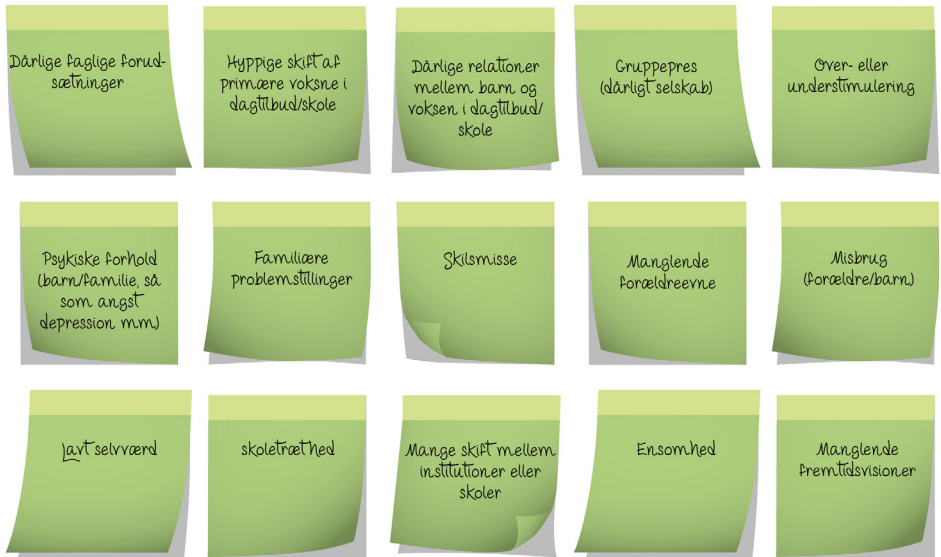 Dårlige faglige forud-
sætninger
Hyppige skift af
primære voksne i
dagtilbud/skole
Dårlige relationer
mellem barn og
voksen i dagtilbud/
skole
Gruppepres
(dårligt selskab)
Over- eller
understimulering
Psykiske forhold
(barn/familie, så
som angst
depression mm)
Familiære
problemstillinger
Skilsmisse
Manglende
forældreevne
Misbrug
(forældre/barn)
Lavt selvværd
skoletræthed
Mange skift mellem
institutioner eller
skoler
Ensomhed
Manglende
fremtidsvisioner